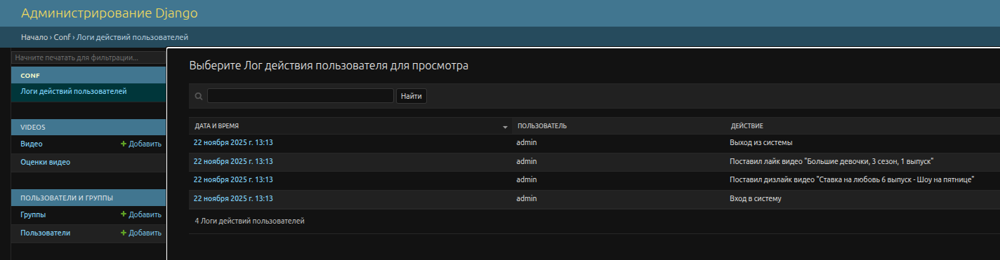 Администрирование Django
Начало › Conf › Логи действий пользователей
Начните печатать для фильтрации...
CONF
Логи действий пользователей
VIDEOS
Видео + Добавить
Оценки видео
ПОЛЬЗОВАТЕЛИ И ГРУППЫ
Группы + Добавить
Пользователи + Добавить
Выберите Лог действия пользователя для просмотра
Найти
ДАТА И ВРЕМЯ ПОЛЬЗОВАТЕЛЬ ДЕЙСТВИЕ
22 ноября 2025 г. 13:13 admin Выход из системы
22 ноября 2025 г. 13:13 admin Поставил лайк видео "Большие девочки, 3 сезон, 1 выпуск"
22 ноября 2025 г. 13:13 admin Поставил дизлайк видео "Ставка на любовь 6 выпуск - Шоу на пятнице"
22 ноября 2025 г. 13:13 admin Вход в систему
4 Логи действий пользователей